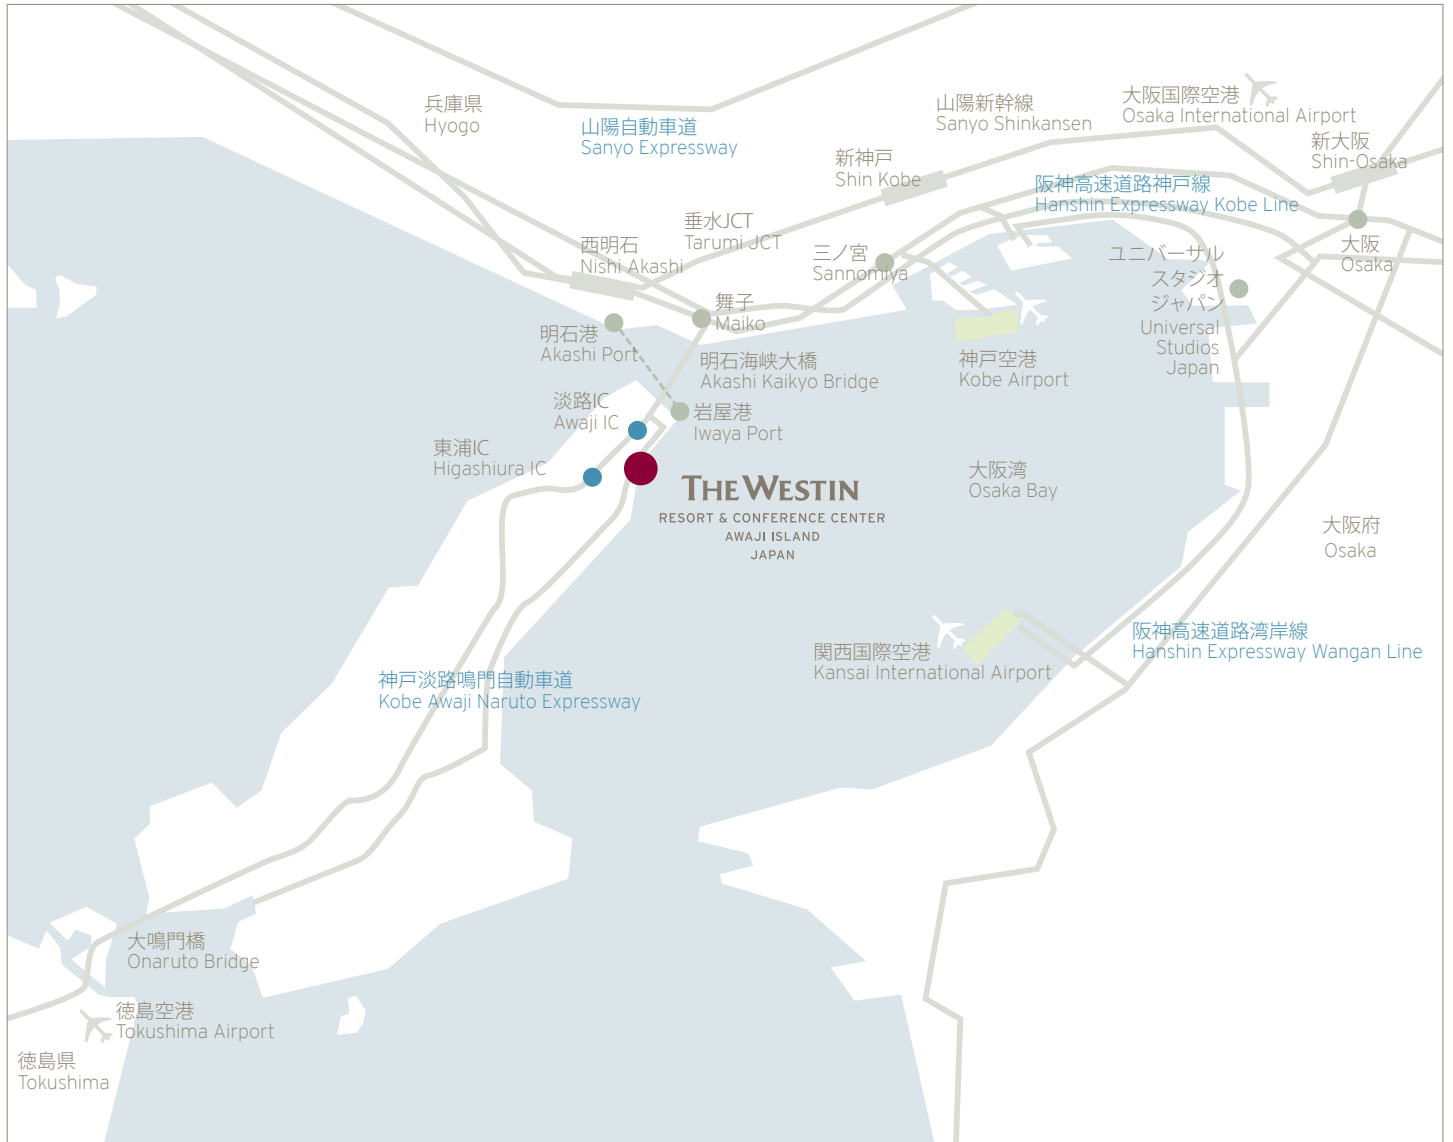 兵庫県
Hyogo
山陽自動車道
Sanyo Expressway
山陽新幹線
Sanyo Shinkansen
大阪国際空港
Osaka International Airport
新大阪
Shin-Osaka
新神戸
Shin Kobe
阪神高速道路神戸線
Hanshin Expressway Kobe Line
垂水JCT
Tarumi JCT
西明石
Nishi Akashi
三ノ宮
Sannomiya
大阪
Osaka
ユニバーサル
スタジオ
ジャパン
Universal
Studios
Japan
舞子
Maiko
明石港
Akashi Port
明石海峡大橋
Akashi Kaikyo Bridge
神戸空港
Kobe Airport
淡路IC
Awaji IC
岩屋港
Iwaya Port
東浦IC
Higashiura IC
大阪湾
Osaka Bay
THE WESTIN
RESORT & CONFERENCE CENTER
AWAJI ISLAND
JAPAN
大阪府
Osaka
阪神高速道路湾岸線
Hanshin Expressway Wangan Line
関西国際空港
Kansai International Airport
神戸淡路鳴門自動車道
Kobe Awaji Naruto Expressway
大鳴門橋
Onaruto Bridge
徳島空港
Tokushima Airport
徳島県
Tokushima